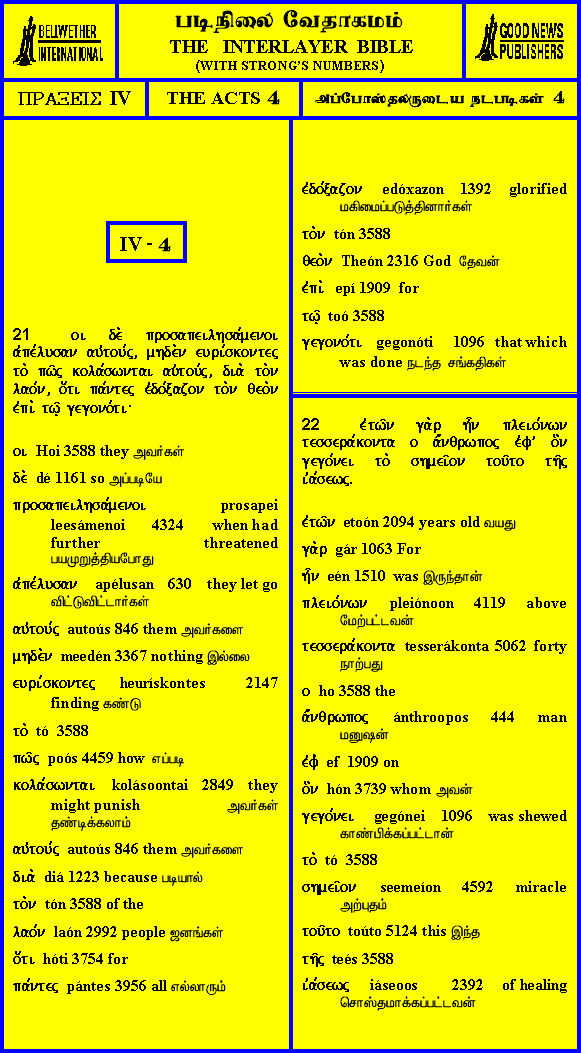 BELLWETHER
INTERNATIONAL
படிநிலை வேதாகமம்
THE INTERLAYER BIBLE
(WITH STRONG'S NUMBERS)
GOOD NEWS
PUBLISHERS
ΠΡΑΞΕΙΣ IV
THE ACTS 4
அப்போஸ்தலருடைய நடபடிகள் 4
IV - 4
21 οι δὲ προσαπειλησάμενοι
ἀπέλυσαν αὐτούς, μηδὲν ευρίσκοντες
τὸ πῶς κολάσωνται αὐτούς, διὰ τὸν
λαόν, ὅτι πάντες ἐδόξαζον τὸν θεὸν
ἐπὶ τῷ γεγονότι·
οι Hoi 3588 they அவர்கள்
δὲ dé 1161 so அப்படியே
προσαπειλησάμενοι prosapei
leesámenoi 4324 when had
further threatened
பயமுறுத்தியபோது
ἀπέλυσαν apélusan 630 they let go
விட்டுவிட்டார்கள்
αὐτούς autoús 846 them அவர்களை
μηδὲν meedén 3367 nothing இல்லை
ευρίσκοντες heurískontes 2147
finding கண்டு
τὸ tó 3588
πῶς poós 4459 how எப்படி
κολάσωνται kolásoontai 2849 they
might punish அவர்கள்
தண்டிக்கலாம்
αὐτούς autoús 846 them அவர்களை
διὰ diá 1223 because படியால்
τὸν tón 3588 of the
λαόν laón 2992 people ஜனங்கள்
ὅτι hóti 3754 for
πάντες pántes 3956 all எல்லாரும்
ἐδόξαζον edóxazon 1392 glorified
மகிமைப்படுத்தினார்கள்
τὸν tón 3588
θεὸν Theón 2316 God தேவன்
ἐπὶ epí 1909 for
τῷ toó 3588
γεγονότι gegonóti 1096 that which
was done நடந்த சங்கதிகள்
22 ἐτῶν γὰρ ἦν πλειόνων
τεσσεράκοντα ο ἄνθρωπος ἐφ' ὃν
γεγόνει τὸ σημεῖον τοῦτο τῆς
ἰάσεως.
ἐτῶν etoón 2094 years old வயது
γὰρ gár 1063 For
ἦν eén 1510 was இருந்தான்
πλειόνων pleiónoon 4119 above
மேற்பட்டவன்
τεσσεράκοντα tesserákonta 5062 forty
நாற்பது
ο ho 3588 the
ἄνθρωπος ánthroopos 444 man
மனுஷன்
ἐφ' ef 1909 on
ὃν hón 3739 whom அவன்
γεγόνει gegónei 1096 was shewed
காண்பிக்கப்பட்டான்
τὸ tó 3588
σημεῖον seemeíon 4592 miracle
அற்புதம்
τοῦτο toúto 5124 this இந்த
τῆς teés 3588
ἰάσεως iáseoos 2392 of healing
சொஸ்தமாக்கப்பட்டவன்